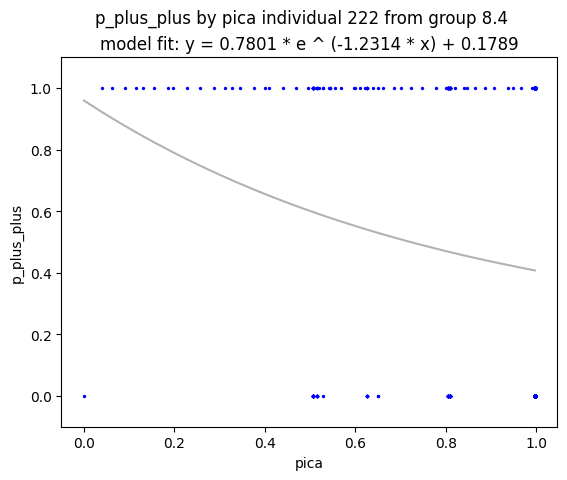 p_plus_plus by pica individual 222 from group 8.4
model fit: y = 0.7801 * e ^ (-1.2314 * x) + 0.1789
1.0
0.8
0.6
0.4
0.2
0.0
p_plus_plus
0.0 0.2 0.4 0.6 0.8 1.0
pica